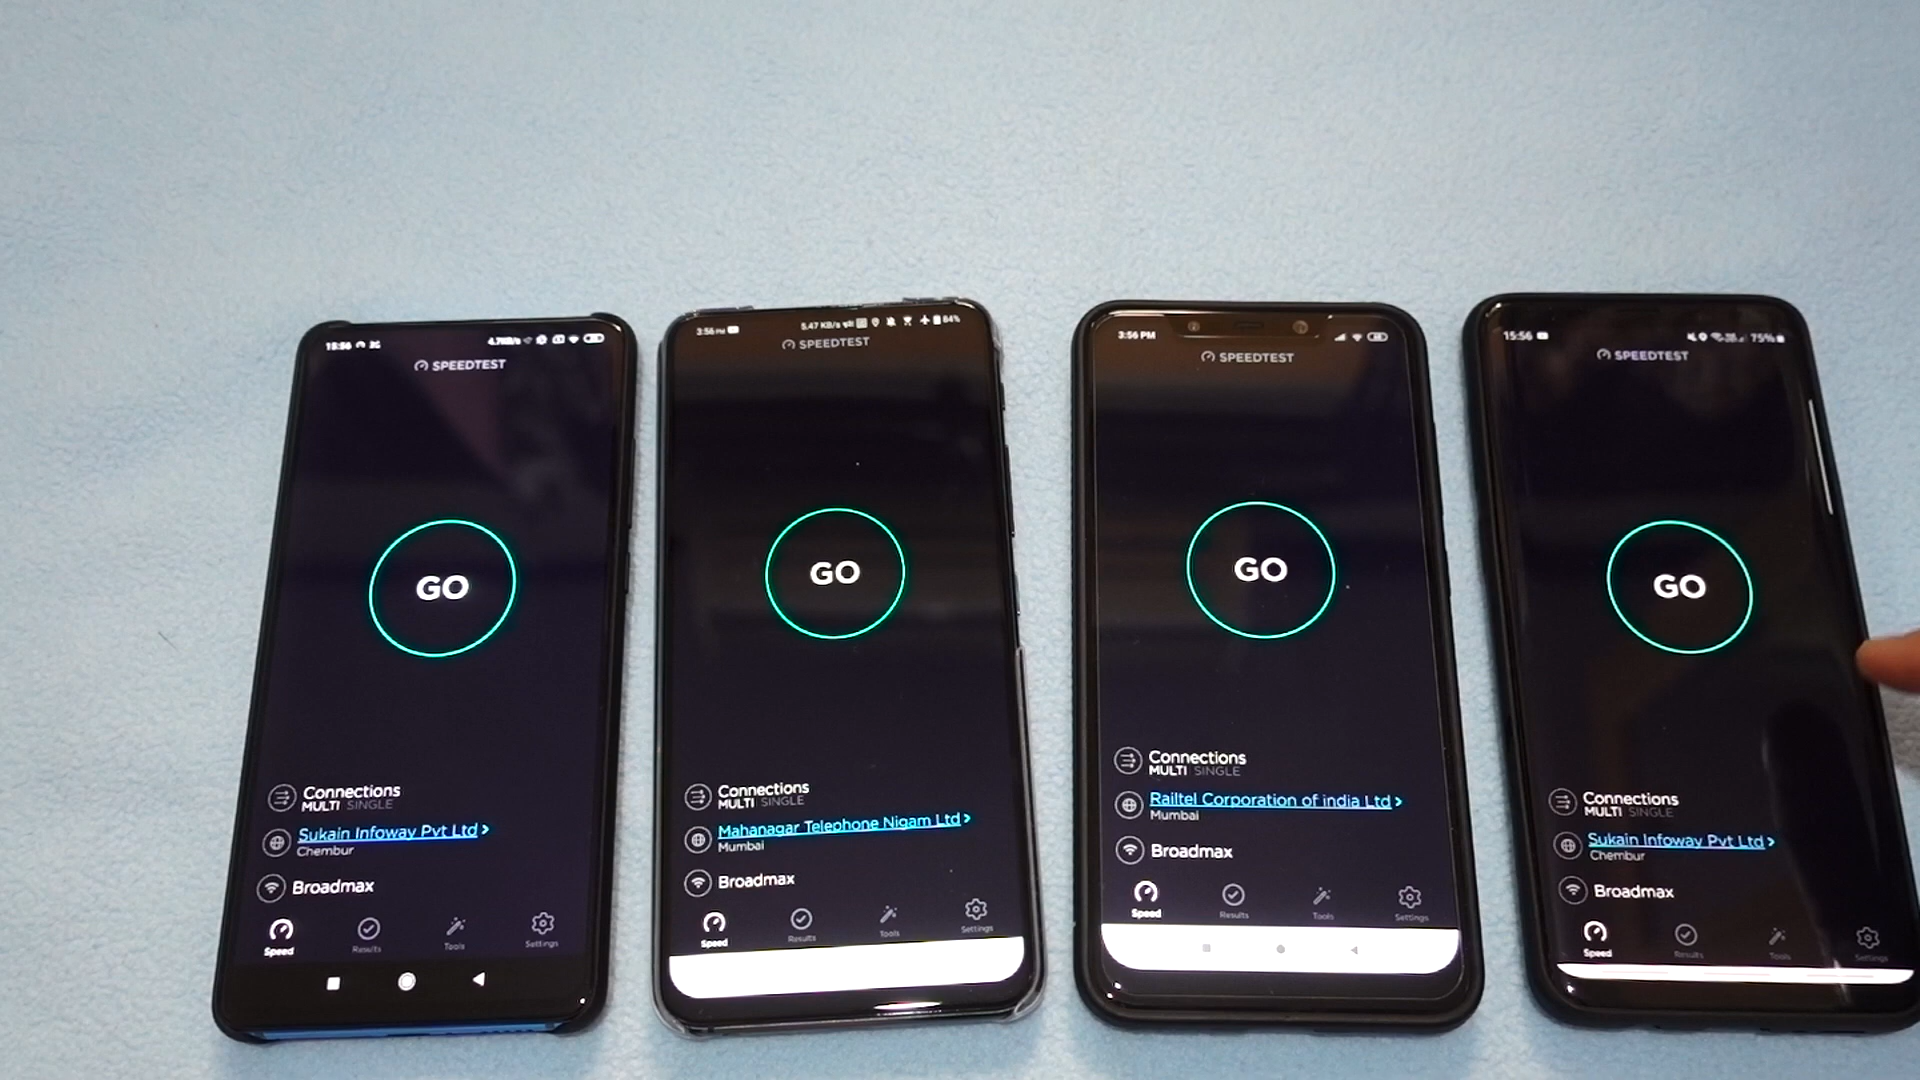 15:56
SPEEDTEST
GO
Connections
MULTI SINGLE
Sukain Infoway Pvt Ltd >
Chembur
Broadmax
Speed Results Tools Settings
3:56 PM 5.47 KB/s 84%
SPEEDTEST
GO
Connections
MULTI SINGLE
Mahanagar Telephone Nigam Ltd >
Mumbai
Broadmax
Speed Results Tools Settings
3:56 PM
SPEEDTEST
GO
Connections
MULTI SINGLE
Railtel Corporation of india Ltd >
Mumbai
Broadmax
Speed Results Tools Settings
15:56 75%
SPEEDTEST
GO
Connections
MULTI SINGLE
Sukain Infoway Pvt Ltd >
Chembur
Broadmax
Speed Results Tools Settings